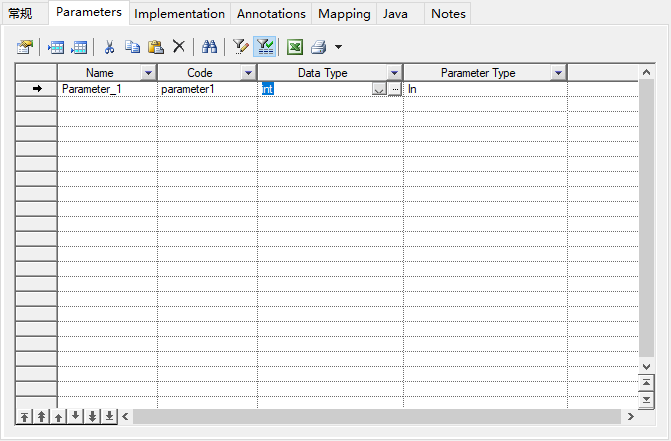 常规 Parameters Implementation Annotations Mapping Java Notes
Name Code Data Type Parameter Type
Parameter_1 parameter1 int In